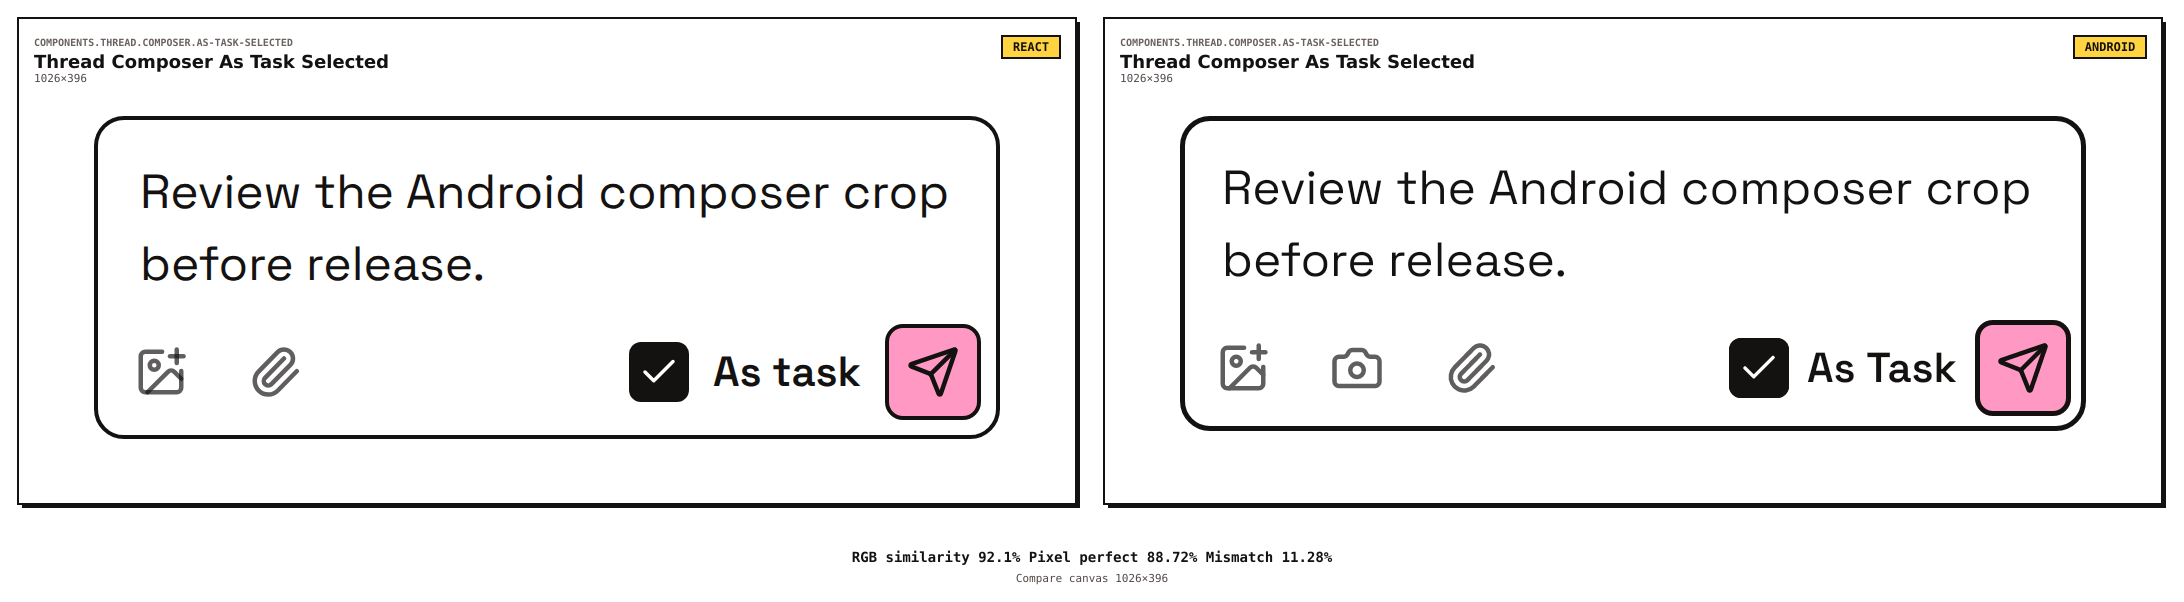 COMPONENTS.THREAD.COMPOSER.AS-TASK-SELECTED
Thread Composer As Task Selected
1026×396
REACT
Review the Android composer crop
before release.
As task
COMPONENTS.THREAD.COMPOSER.AS-TASK-SELECTED
Thread Composer As Task Selected
1026×396
ANDROID
Review the Android composer crop
before release.
As Task
RGB similarity 92.1% Pixel perfect 88.72% Mismatch 11.28%
Compare canvas 1026×396